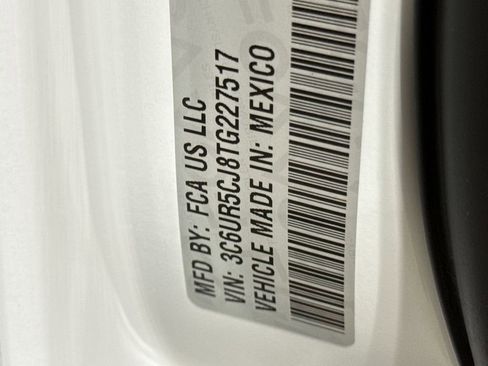 MFD BY: FCA US LLC
VIN: 3C6UR5CJ8TG227517
VEHICLE MADE IN: MEXICO